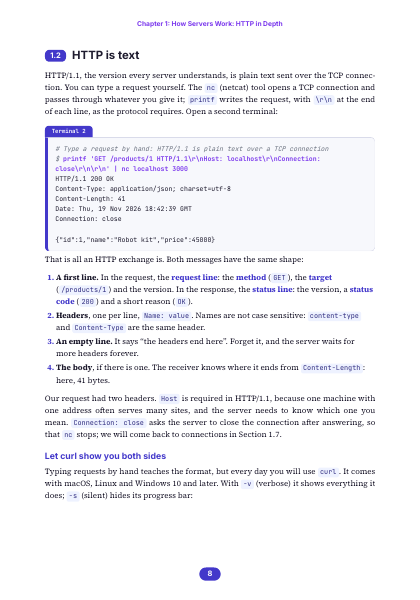 Chapter 1: How Servers Work: HTTP in Depth
1.2 HTTP is text
HTTP/1.1, the version every server understands, is plain text sent over the TCP connec-
tion. You can type a request yourself. The nc (netcat) tool opens a TCP connection and
passes through whatever you give it; printf writes the request, with \r\n at the end
of each line, as the protocol requires. Open a second terminal:
Terminal 2
# Type a request by hand: HTTP/1.1 is plain text over a TCP connection
$ printf 'GET /products/1 HTTP/1.1\r\nHost: localhost\r\nConnection:
close\r\n\r\n' | nc localhost 3000
HTTP/1.1 200 OK
Content-Type: application/json; charset=utf-8
Content-Length: 41
Date: Thu, 19 Nov 2026 18:42:39 GMT
Connection: close
{"id":1,"name":"Robot kit","price":45000}
That is all an HTTP exchange is. Both messages have the same shape:
1. A first line. In the request, the request line: the method (GET), the target
(/products/1) and the version. In the response, the status line: the version, a status
code (200) and a short reason (OK).
2. Headers, one per line, Name: value. Names are not case sensitive: content-type
and Content-Type are the same header.
3. An empty line. It says "the headers end here". Forget it, and the server waits for
more headers forever.
4. The body, if there is one. The receiver knows where it ends from Content-Length:
here, 41 bytes.
Our request had two headers. Host is required in HTTP/1.1, because one machine with
one address often serves many sites, and the server needs to know which one you
mean. Connection: close asks the server to close the connection after answering, so
that nc stops; we will come back to connections in Section 1.7.
Let curl show you both sides
Typing requests by hand teaches the format, but every day you will use curl. It comes
with macOS, Linux and Windows 10 and later. With -v (verbose) it shows everything it
does; -s (silent) hides its progress bar:
8